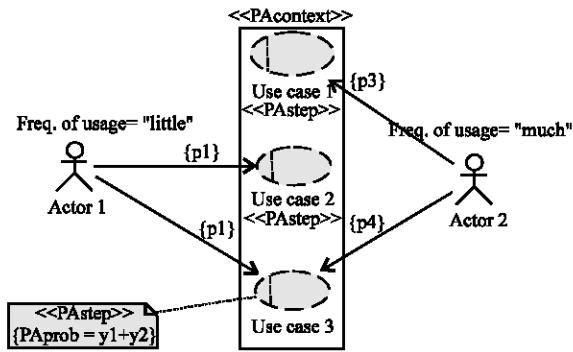 <<PAcontext>>
Use case 1
{p3}
<<PAstep>>
Freq. of usage= "little"
Freq. of usage= "much"
{p1}
Actor 1
Use case 2
Actor 2
<<PAstep>>
{p1}
{p4}
<<PAstep>>
{PAprob = y1+y2}
Use case 3